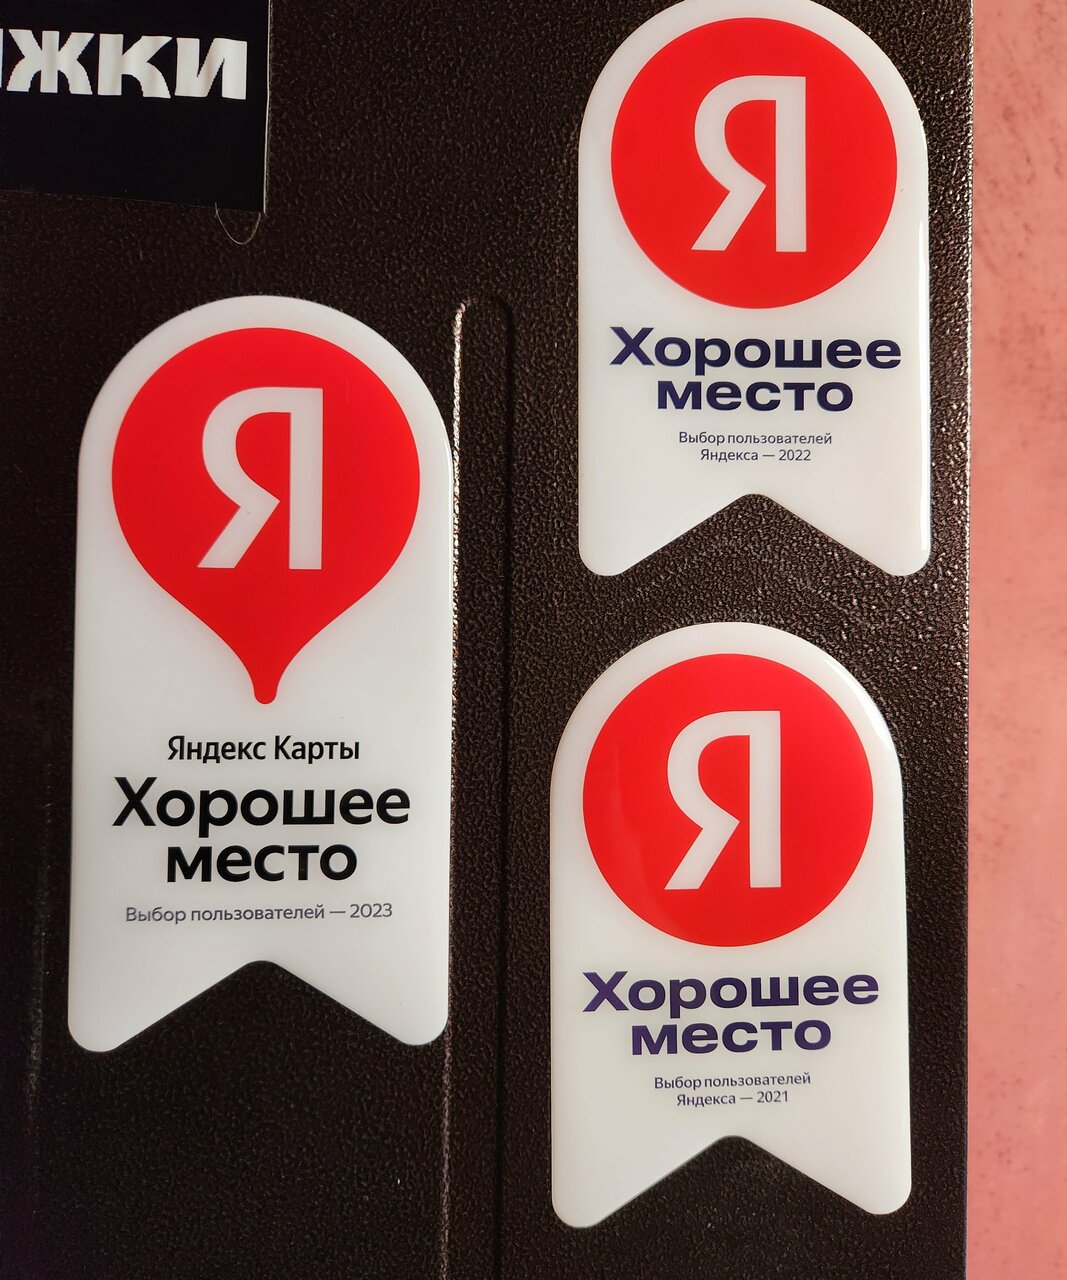 Я
Хорошее
место
Выбор пользователей
Яндекса — 2022
Я
Яндекс Карты
Хорошее
место
Выбор пользователей — 2023
Я
Хорошее
место
Выбор пользователей
Яндекса — 2021